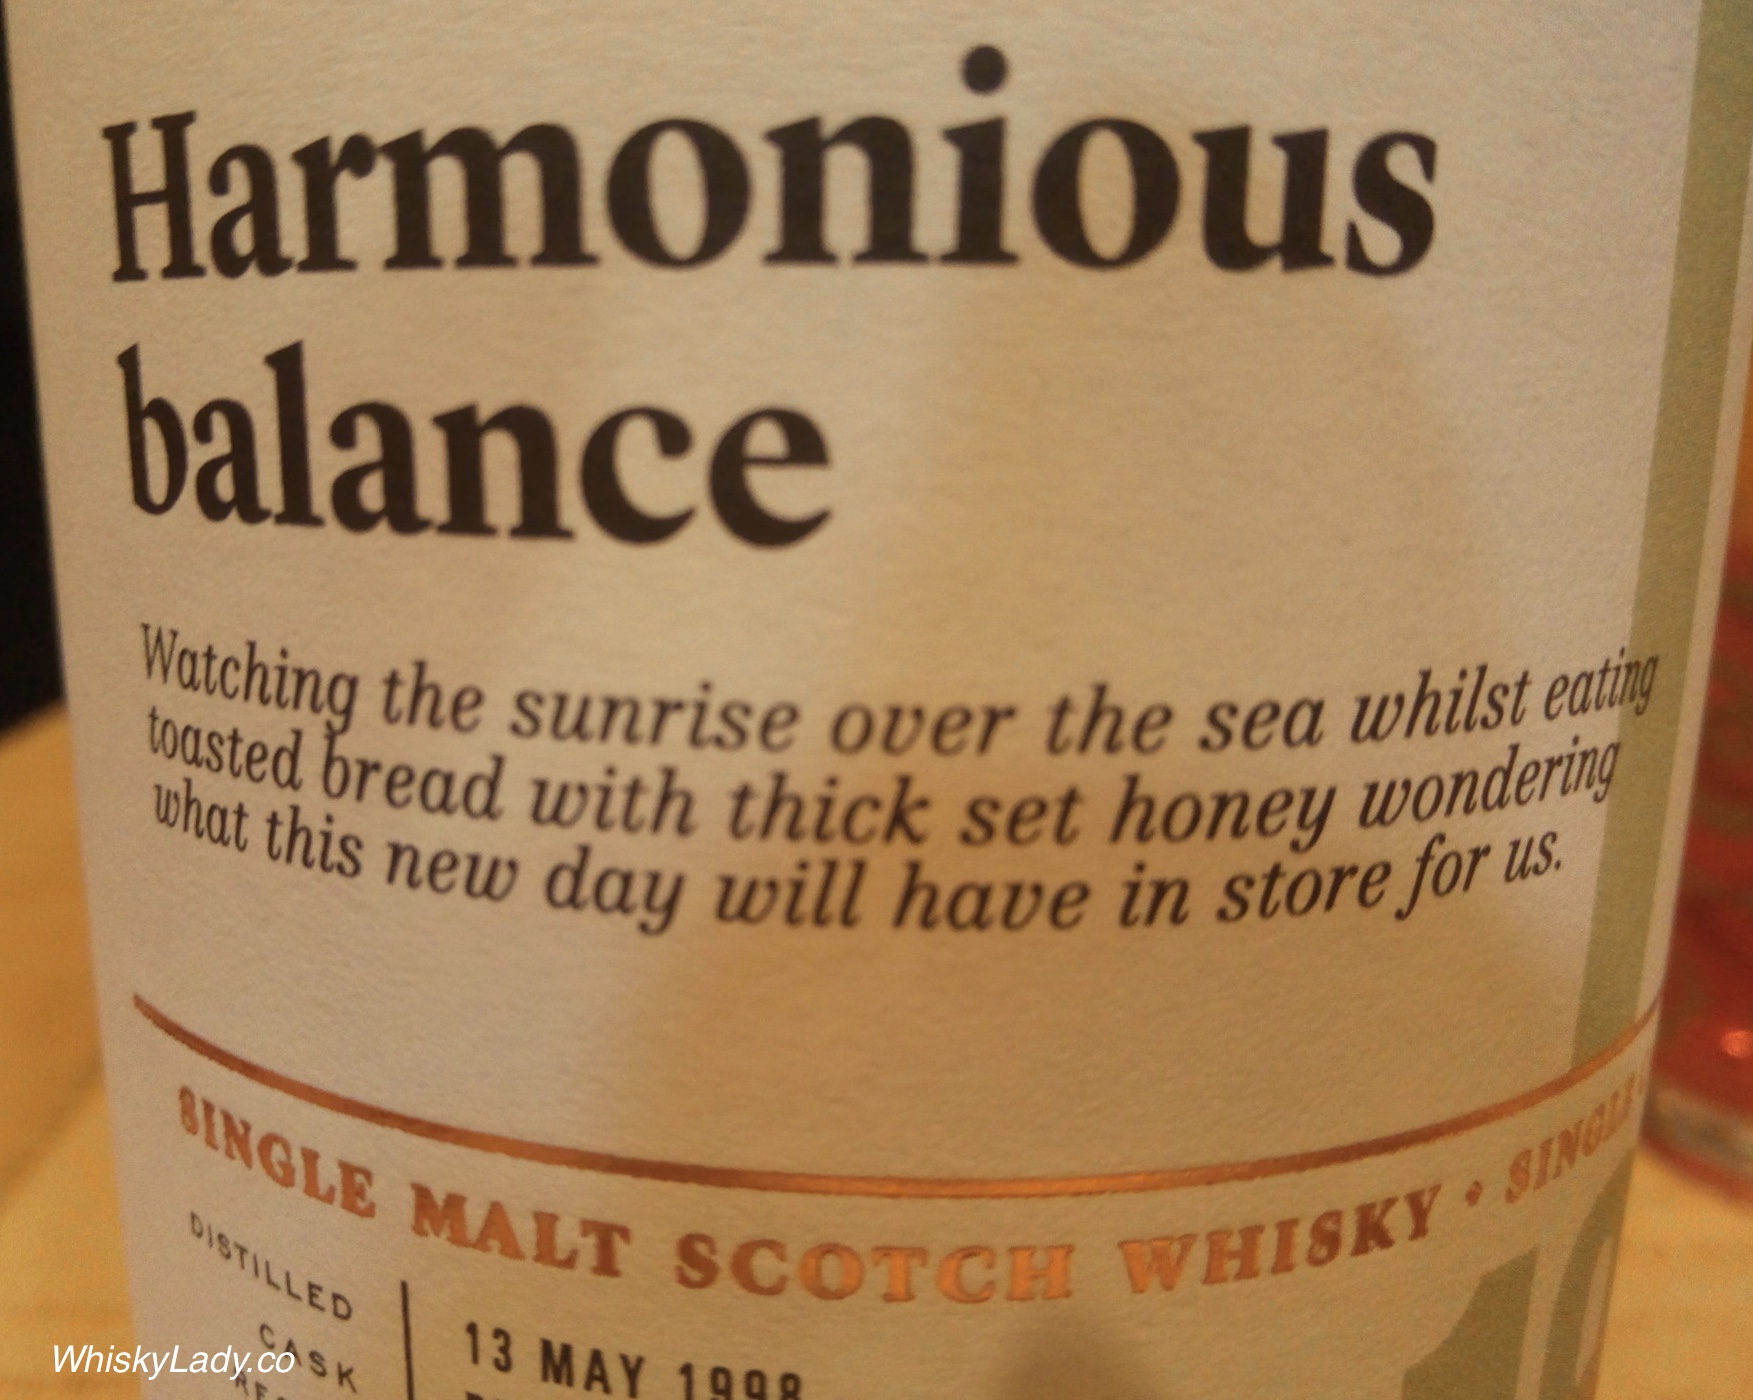 Harmonious
balance
Watching the sunrise over the sea whilst eating
toasted bread with thick set honey wondering
what this new day will have in store for us.
SINGLE MALT SCOTCH WHISKY • SINGLE
DISTILLED
13 MAY 1998
CASK
WhiskyLady.co